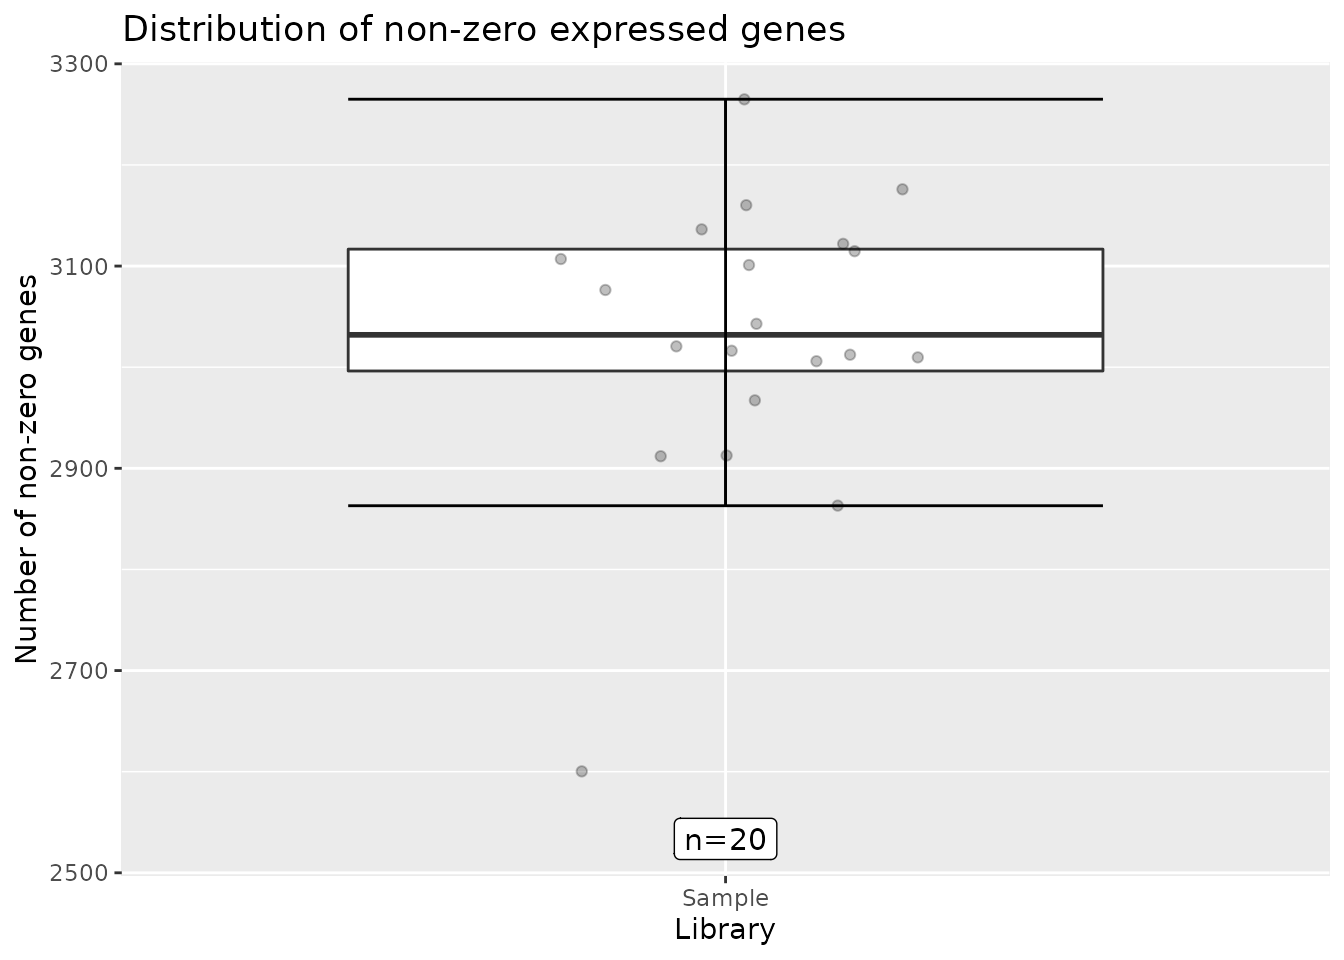 Distribution of non-zero expressed genes
Number of non-zero genes
3300
3100
2900
2700
2500
n=20
Sample
Library